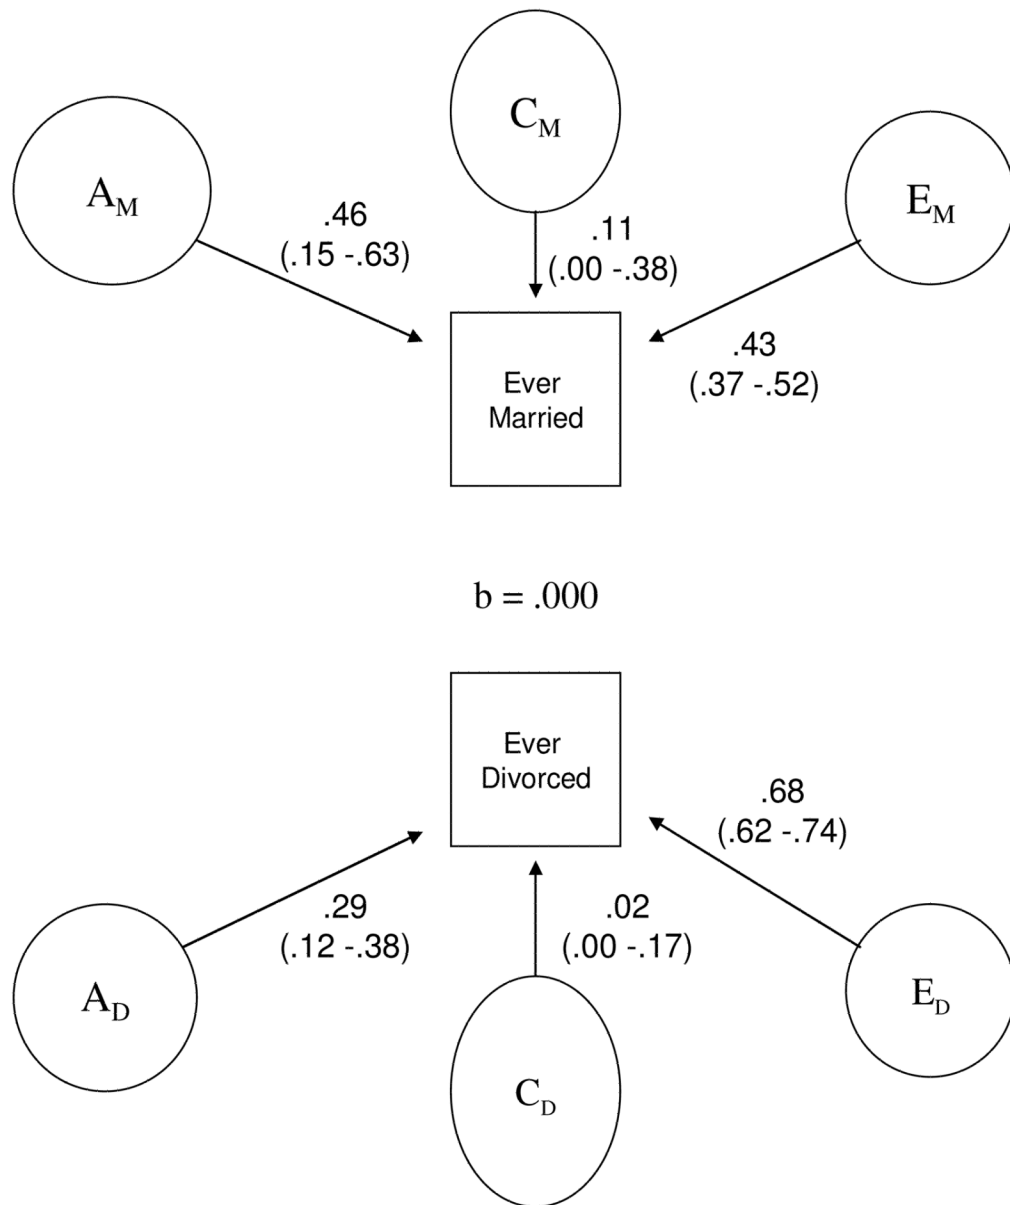 C_M
A_M
E_M
.46
(.15 -.63)
.11
(.00 -.38)
.43
(.37 -.52)
Ever
Married
b = .000
Ever
Divorced
.68
(.62 -.74)
.29
(.12 -.38)
.02
(.00 -.17)
A_D
E_D
C_D